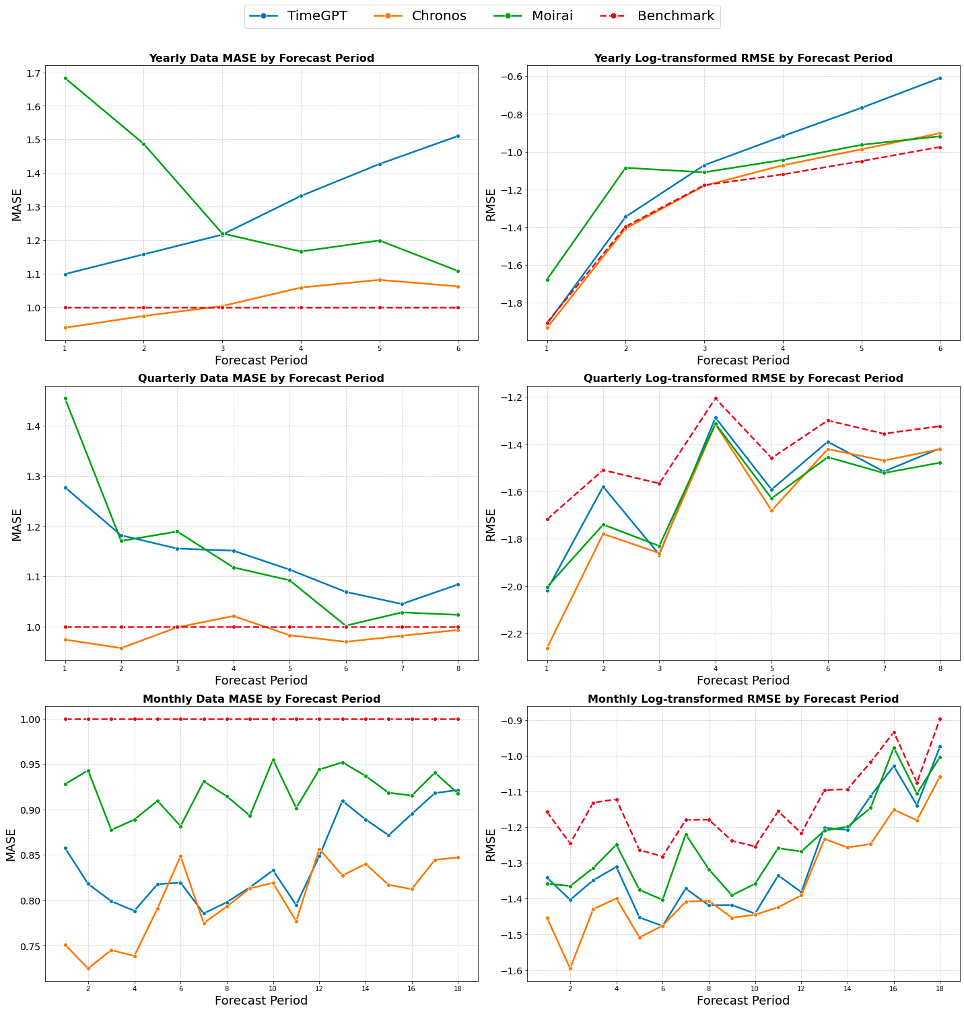 TimeGPT Chronos Moirai Benchmark
Yearly Data MASE by Forecast Period
MASE
1.7
1.6
1.5
1.4
1.3
1.2
1.1
1.0
1 2 3 4 5 6
Forecast Period
Yearly Log-transformed RMSE by Forecast Period
RMSE
−0.6
−0.8
−1.0
−1.2
−1.4
−1.6
−1.8
1 2 3 4 5 6
Forecast Period
Quarterly Data MASE by Forecast Period
MASE
1.4
1.3
1.2
1.1
1.0
1 2 3 4 5 6 7 8
Forecast Period
Quarterly Log-transformed RMSE by Forecast Period
RMSE
−1.2
−1.4
−1.6
−1.8
−2.0
−2.2
1 2 3 4 5 6 7 8
Forecast Period
Monthly Data MASE by Forecast Period
MASE
1.00
0.95
0.90
0.85
0.80
0.75
2 4 6 8 10 12 14 16 18
Forecast Period
Monthly Log-transformed RMSE by Forecast Period
RMSE
−0.9
−1.0
−1.1
−1.2
−1.3
−1.4
−1.5
−1.6
2 4 6 8 10 12 14 16 18
Forecast Period